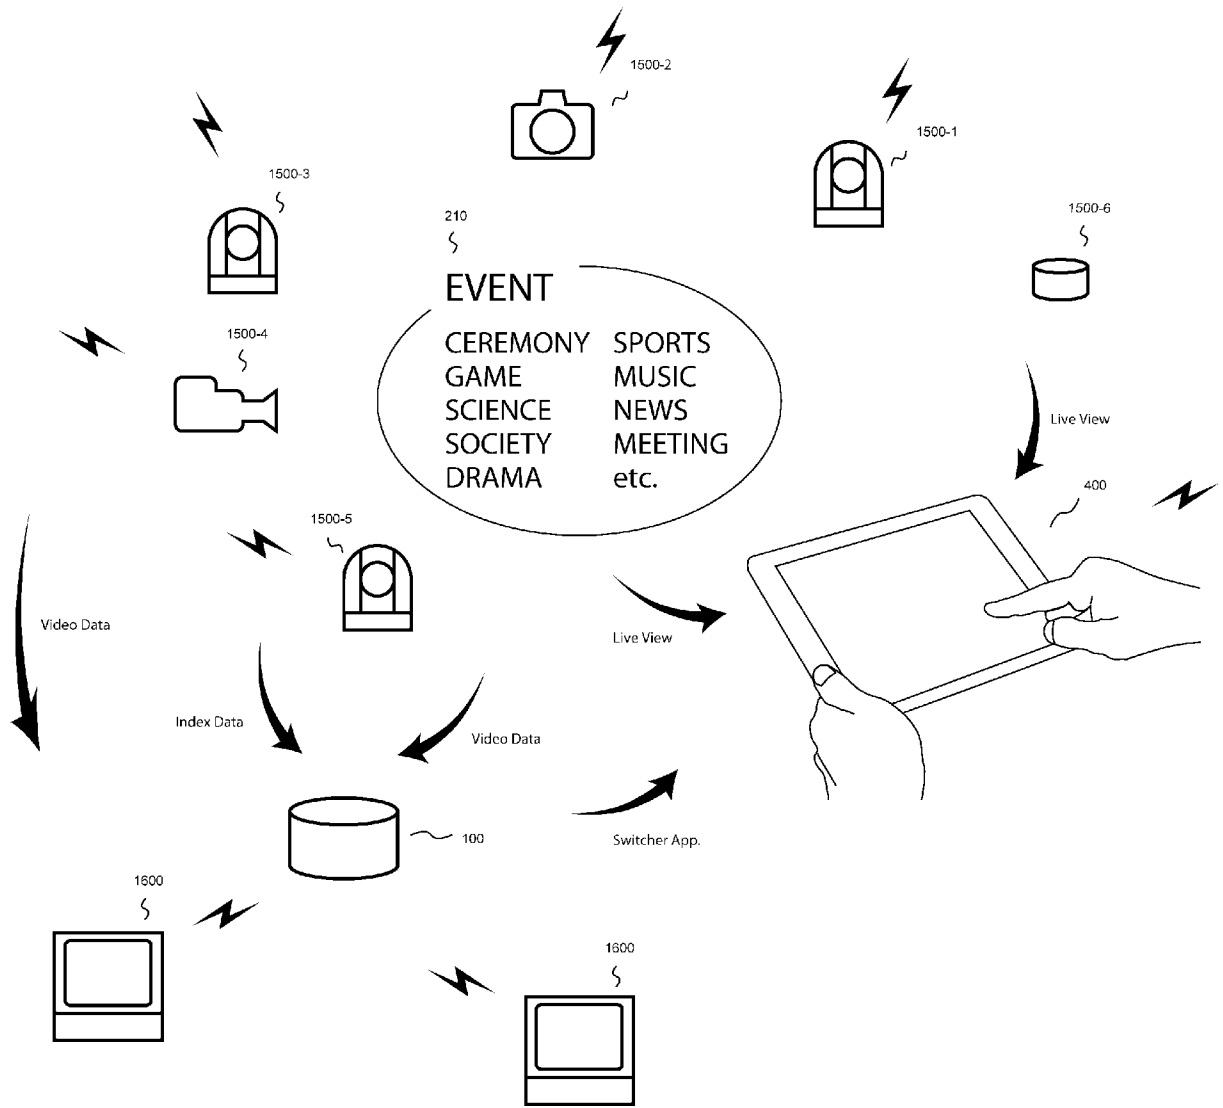 1500-2
1500-1
1500-3
1500-6
210
EVENT
CEREMONY SPORTS
GAME MUSIC
SCIENCE NEWS
SOCIETY MEETING
DRAMA etc.
1500-4
Live View
400
1500-5
Video Data
Live View
Index Data
Video Data
100
Switcher App.
1600
1600